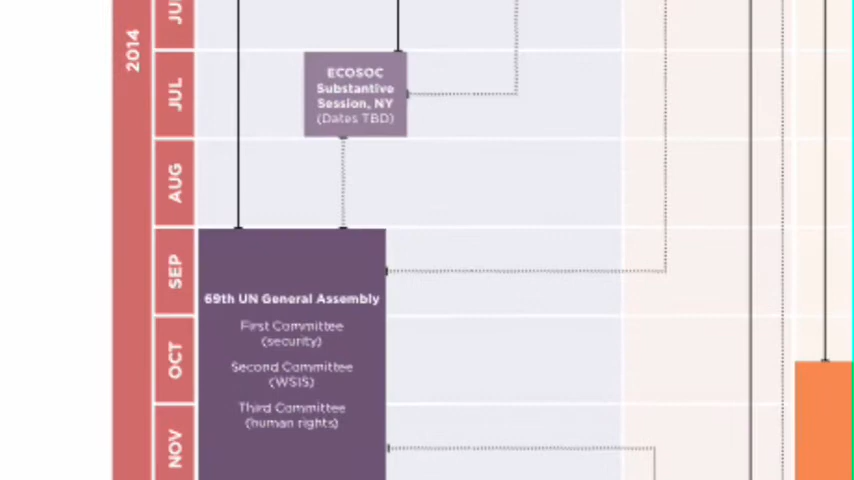 2014
JU
JUL
AUG
SEP
OCT
NOV
ECOSOC
Substantive
Session, NY
(Dates TBD)
69th UN General Assembly
First Committee
(security)
Second Committee
(WSIS)
Third Committee
(human rights)